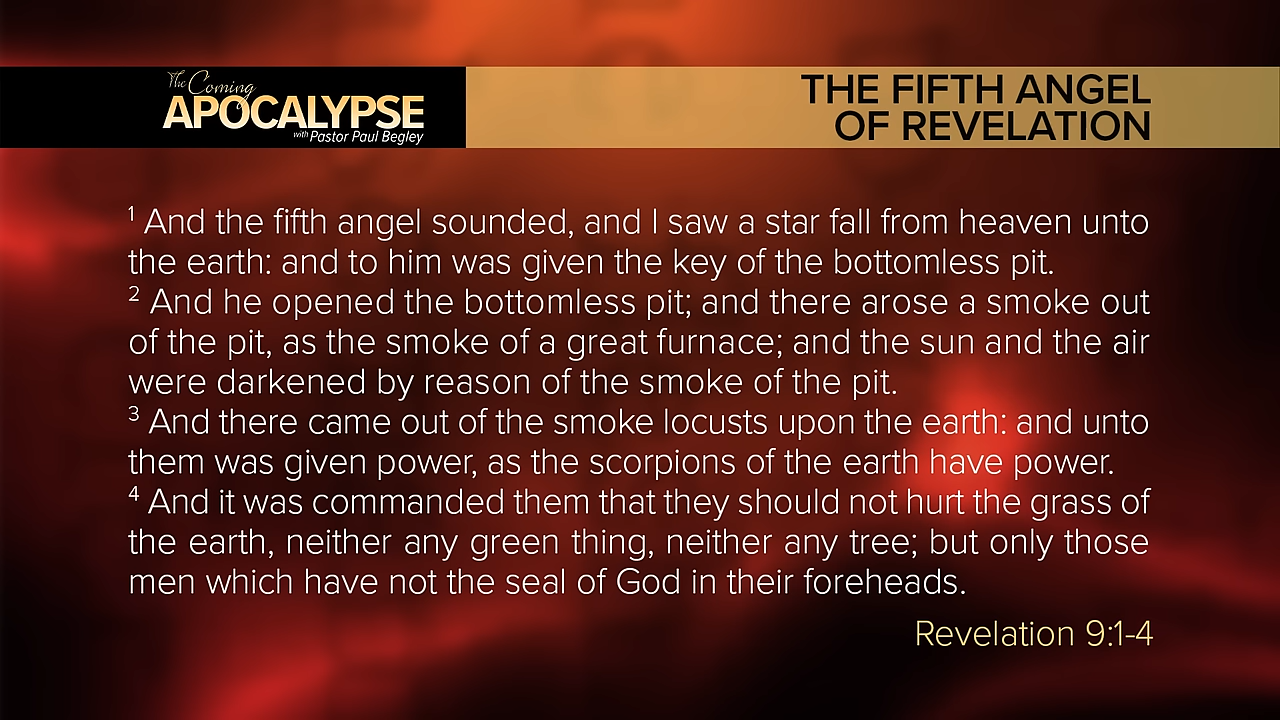 The Coming
APOCALYPSE
with Pastor Paul Begley
THE FIFTH ANGEL
OF REVELATION
1 And the fifth angel sounded, and I saw a star fall from heaven unto
the earth: and to him was given the key of the bottomless pit.
2 And he opened the bottomless pit; and there arose a smoke out
of the pit, as the smoke of a great furnace; and the sun and the air
were darkened by reason of the smoke of the pit.
3 And there came out of the smoke locusts upon the earth: and unto
them was given power, as the scorpions of the earth have power.
4 And it was commanded them that they should not hurt the grass of
the earth, neither any green thing, neither any tree; but only those
men which have not the seal of God in their foreheads.
Revelation 9:1-4